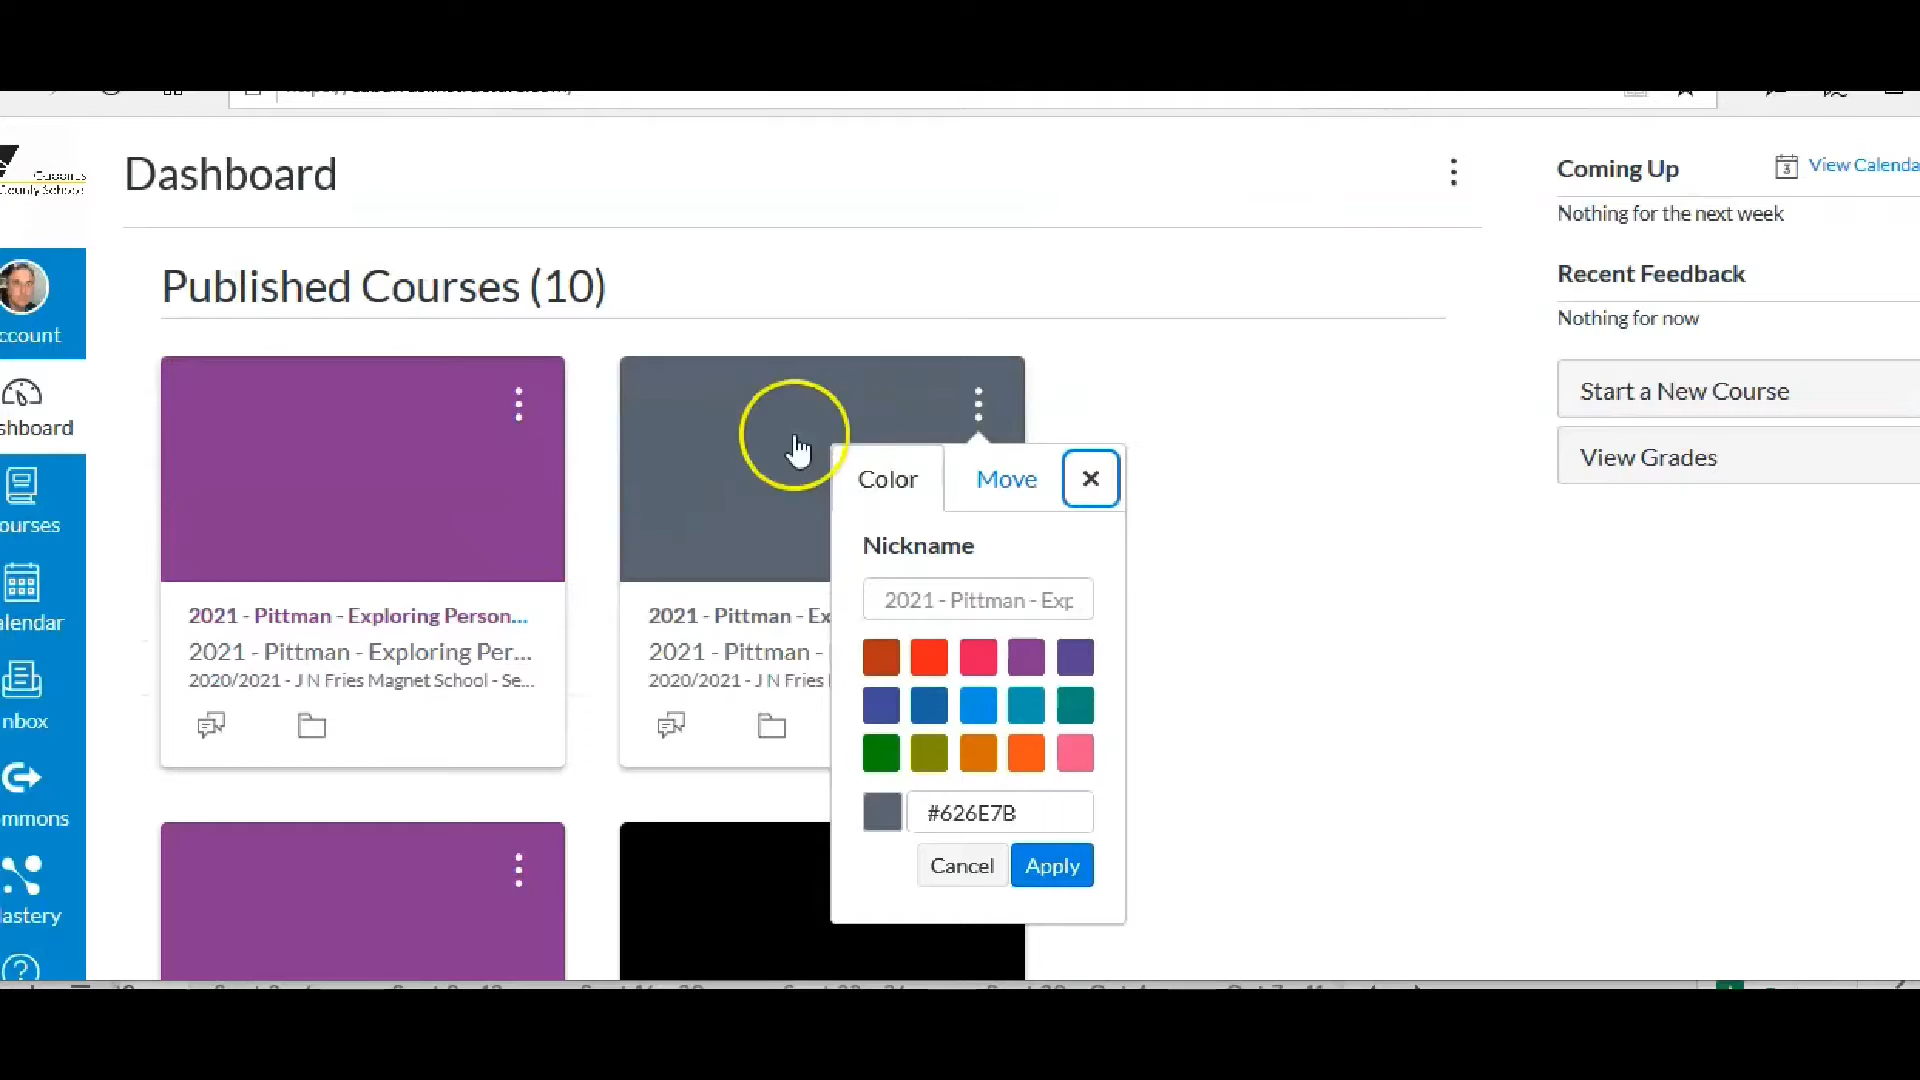 County Schools
Dashboard
Coming Up
3
View Calenda
Nothing for the next week
Published Courses (10)
Recent Feedback
Nothing for now
ccount
shboard
Start a New Course
View Grades
Color
Move
Nickname
2021 - Pittman - Exp
ourses
2021 - Pittman - Exploring Person...
2021 - Pittman - Exploring Per...
2020/2021 - J N Fries Magnet School - Se...
2021 - Pittman - Ex
2021 - Pittman -
2020/2021 - J N Fries
alendar
nbox
mmons
astery
#626E7B
Cancel
Apply